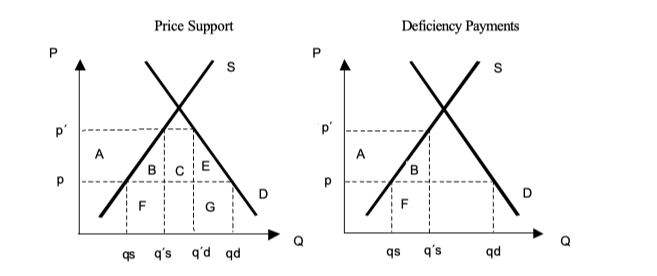 Price Support Deficiency Payments
P P
S S
p´ p´
A E A
B C B
p p
D D
F G F
Q Q
qs q´s q´d qd qs q´s qd